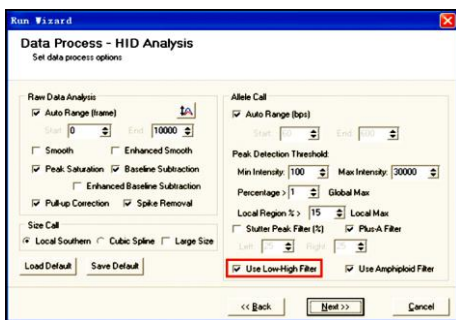 Run Wizard
Data Process - HID Analysis
Set data process options
Raw Data Analysis
Auto Range (frame)
Start: 0 End: 10000
Smooth Enhanced Smooth
Peak Saturation Baseline Subtraction
Enhanced Baseline Subtraction
Pull-up Correction Spike Removal
Size Call
Local Southern Cubic Spline Large Size
Load Default Save Default
Allele Call
Auto Range (bps)
Start: 60 End: 600
Peak Detection Threshold:
Min Intensity: 100 Max Intensity: 30000
Percentage > 1 Global Max
Local Region % > 15 Local Max
Stutter Peak Filter (%) Plus-A Filter
Left: 25 Right: 25
Use Low-High Filter Use Amphiploid Filter
<< Back Next >> Cancel